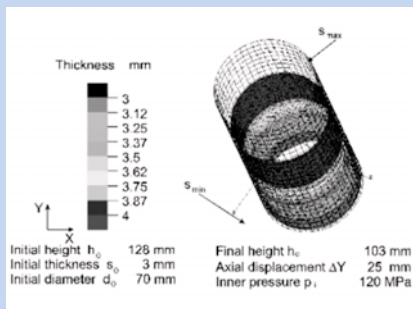 Thickness mm
3
3.12
3.25
3.37
3.5
3.62
3.75
3.87
4
Y
X
s max
s min
Initial height h₀ 128 mm
Initial thickness s₀ 3 mm
Initial diameter d₀ 70 mm
Final height hₑ 103 mm
Axial displacement ΔY 25 mm
Inner pressure p i 120 MPa